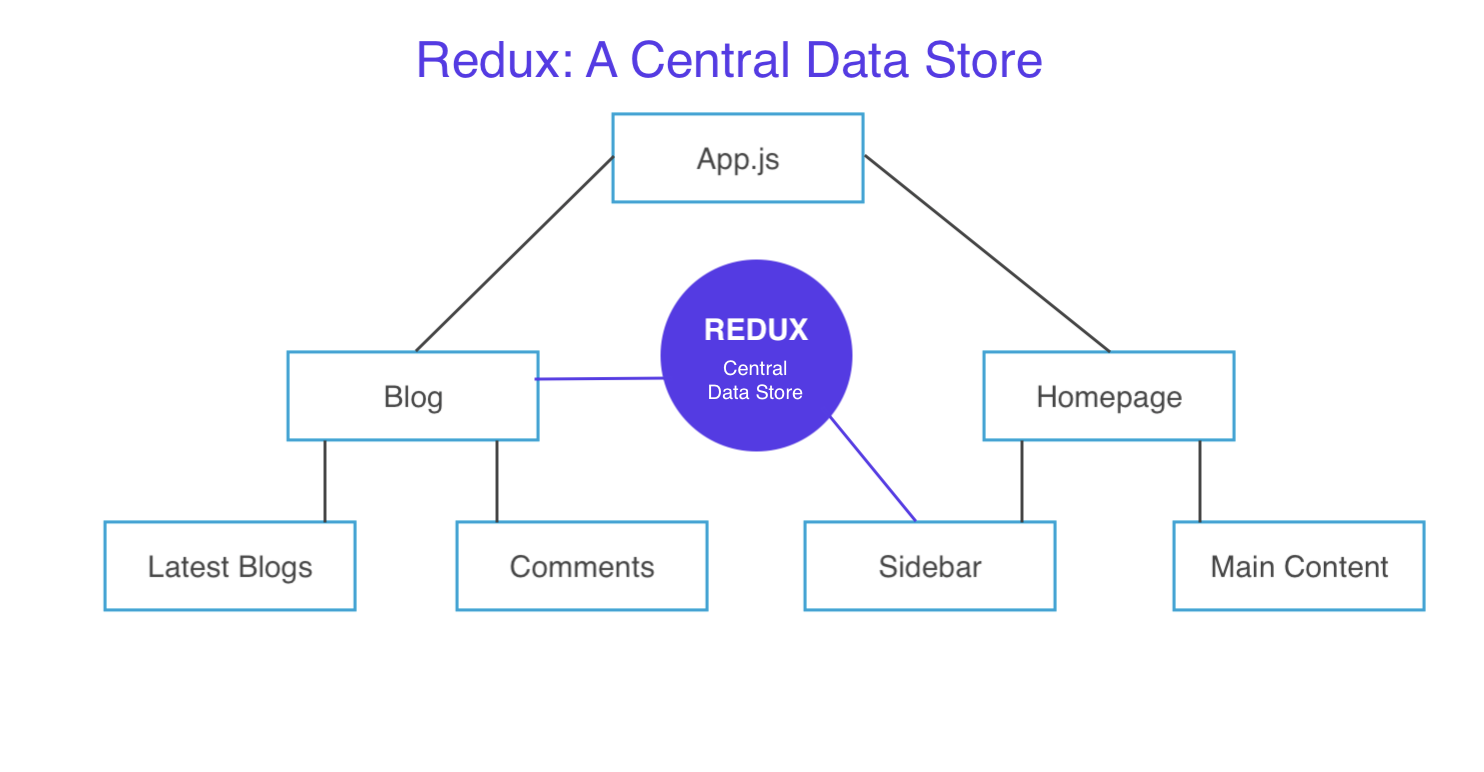 Redux: A Central Data Store
App.js
REDUX
Central
Data Store
Blog
Homepage
Latest Blogs
Comments
Sidebar
Main Content